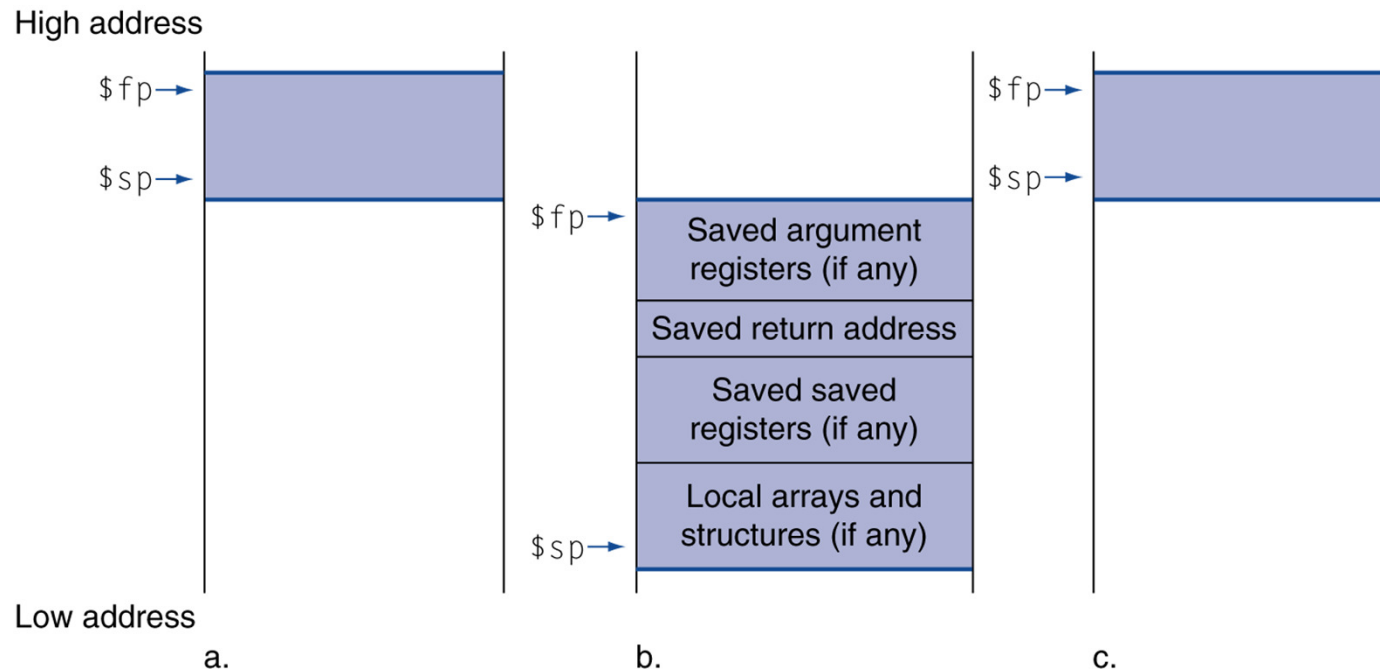 High address
$fp
$sp
$fp
Saved argument
registers (if any)
Saved return address
Saved saved
registers (if any)
Local arrays and
structures (if any)
$sp
$fp
$sp
Low address
a.
b.
c.